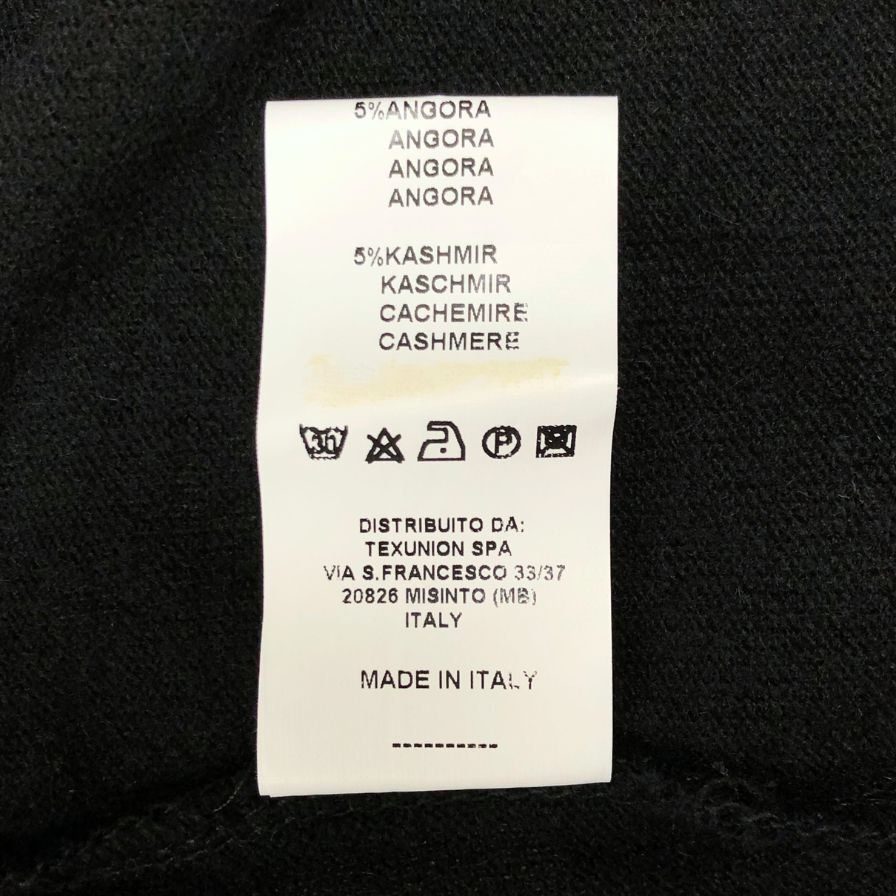 5%ANGORA
ANGORA
ANGORA
ANGORA
5%KASHMIR
KASCHMIR
CACHEMIRE
CASHMERE
30
P
DISTRIBUITO DA:
TEXUNION SPA
VIA S.FRANCESCO 33/37
20826 MISINTO (MB)
ITALY
MADE IN ITALY
----------